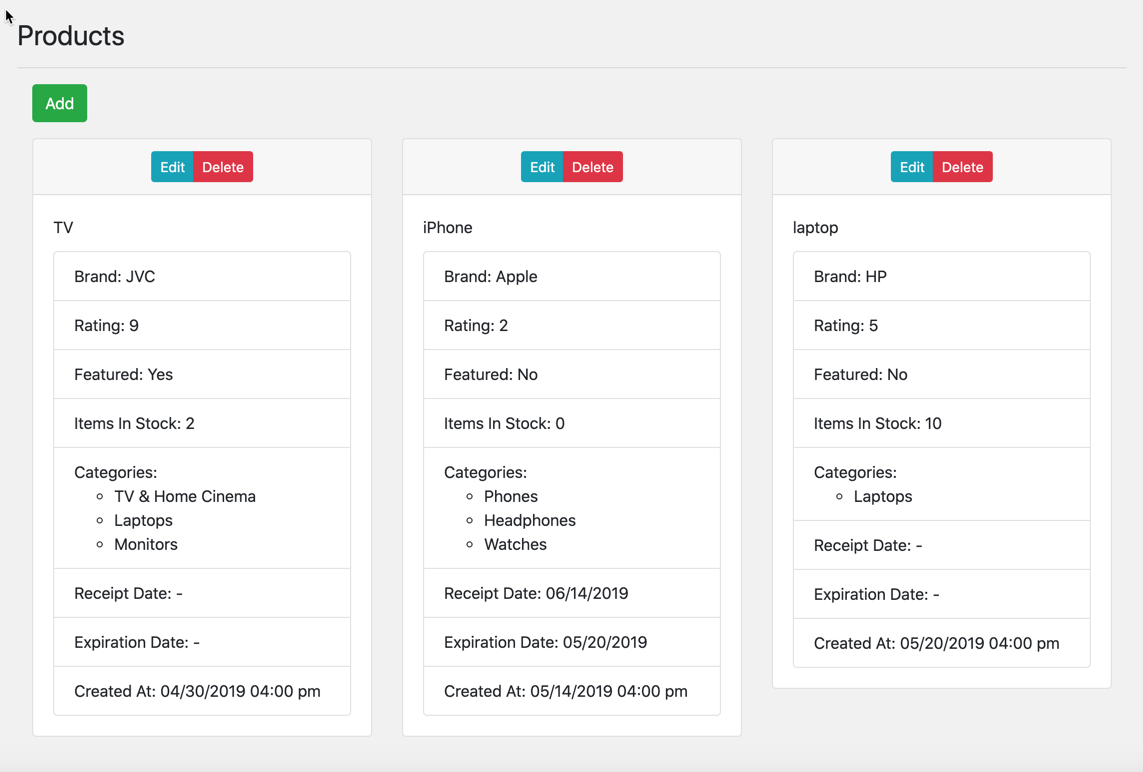 Products
Add
Edit Delete
TV
Brand: JVC
Rating: 9
Featured: Yes
Items In Stock: 2
Categories:
TV & Home Cinema
Laptops
Monitors
Receipt Date: -
Expiration Date: -
Created At: 04/30/2019 04:00 pm
Edit Delete
iPhone
Brand: Apple
Rating: 2
Featured: No
Items In Stock: 0
Categories:
Phones
Headphones
Watches
Receipt Date: 06/14/2019
Expiration Date: 05/20/2019
Created At: 05/14/2019 04:00 pm
Edit Delete
laptop
Brand: HP
Rating: 5
Featured: No
Items In Stock: 10
Categories:
Laptops
Receipt Date: -
Expiration Date: -
Created At: 05/20/2019 04:00 pm